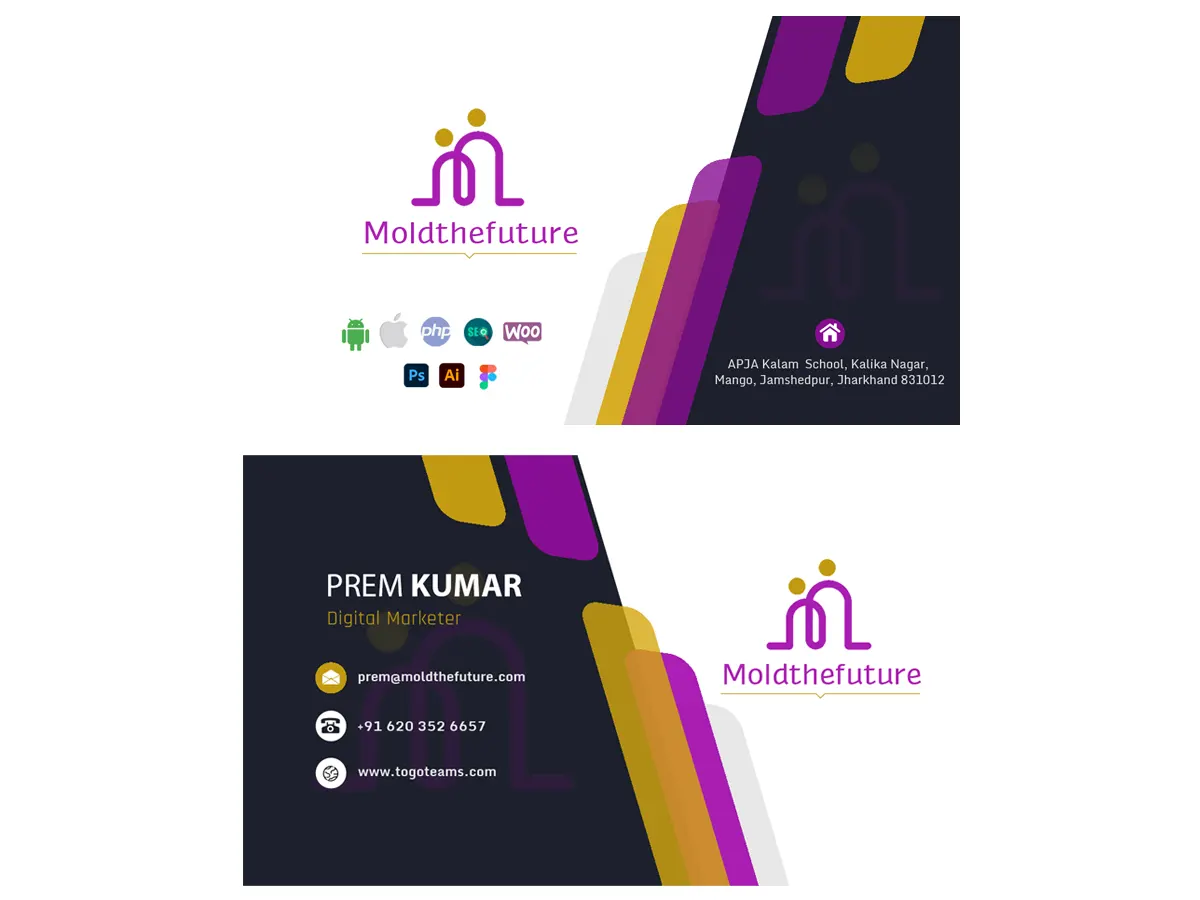 Moldthefuture
php
SEO
WOO
Ps
Ai
APJA Kalam  School, Kalika Nagar,
Mango, Jamshedpur, Jharkhand 831012
PREM KUMAR
Digital Marketer
prem@moldthefuture.com
+91 620 352 6657
www.togoteams.com
Moldthefuture